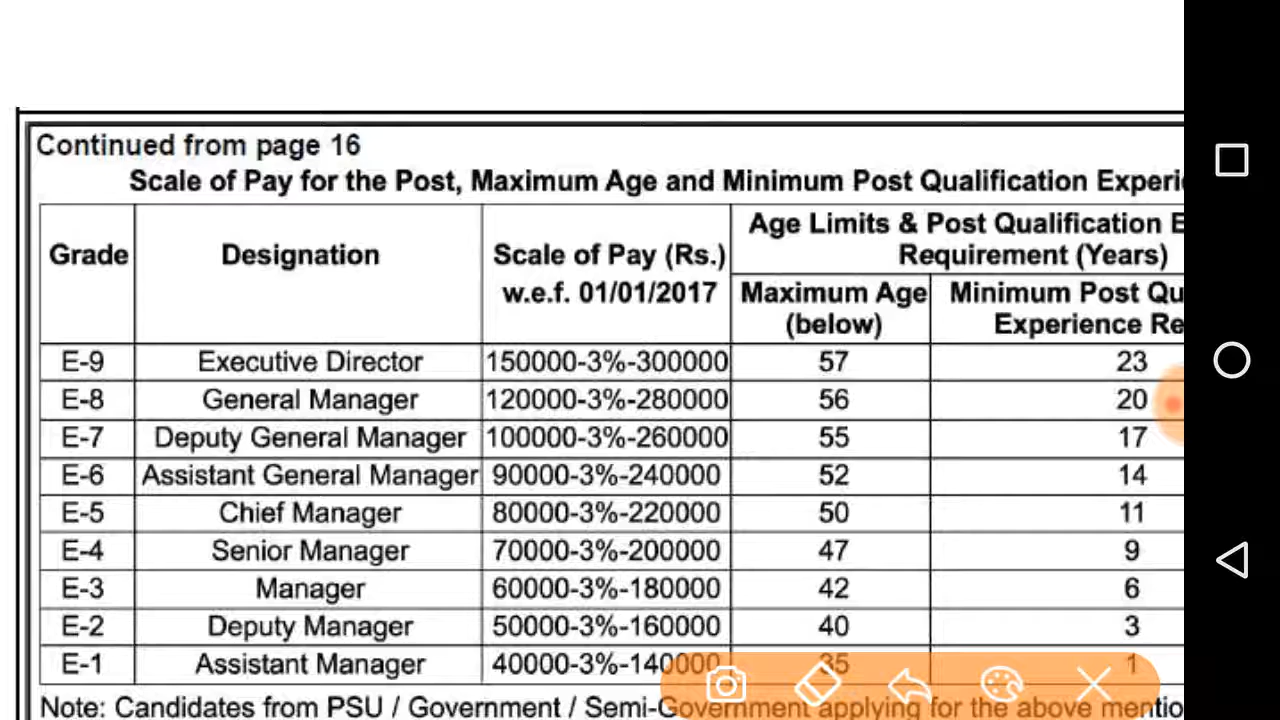 Continued from page 16
Scale of Pay for the Post, Maximum Age and Minimum Post Qualification Experi
Grade Designation Scale of Pay (Rs.) w.e.f. 01/01/2017 Age Limits & Post Qualification E
Requirement (Years)
Maximum Age (below) Minimum Post Qu
Experience Re
E-9 Executive Director 150000-3%-300000 57 23
E-8 General Manager 120000-3%-280000 56 20
E-7 Deputy General Manager 100000-3%-260000 55 17
E-6 Assistant General Manager 90000-3%-240000 52 14
E-5 Chief Manager 80000-3%-220000 50 11
E-4 Senior Manager 70000-3%-200000 47 9
E-3 Manager 60000-3%-180000 42 6
E-2 Deputy Manager 50000-3%-160000 40 3
E-1 Assistant Manager 40000-3%-140000 35 1
Note: Candidates from PSU / Government / Semi-Government applying for the above mentio